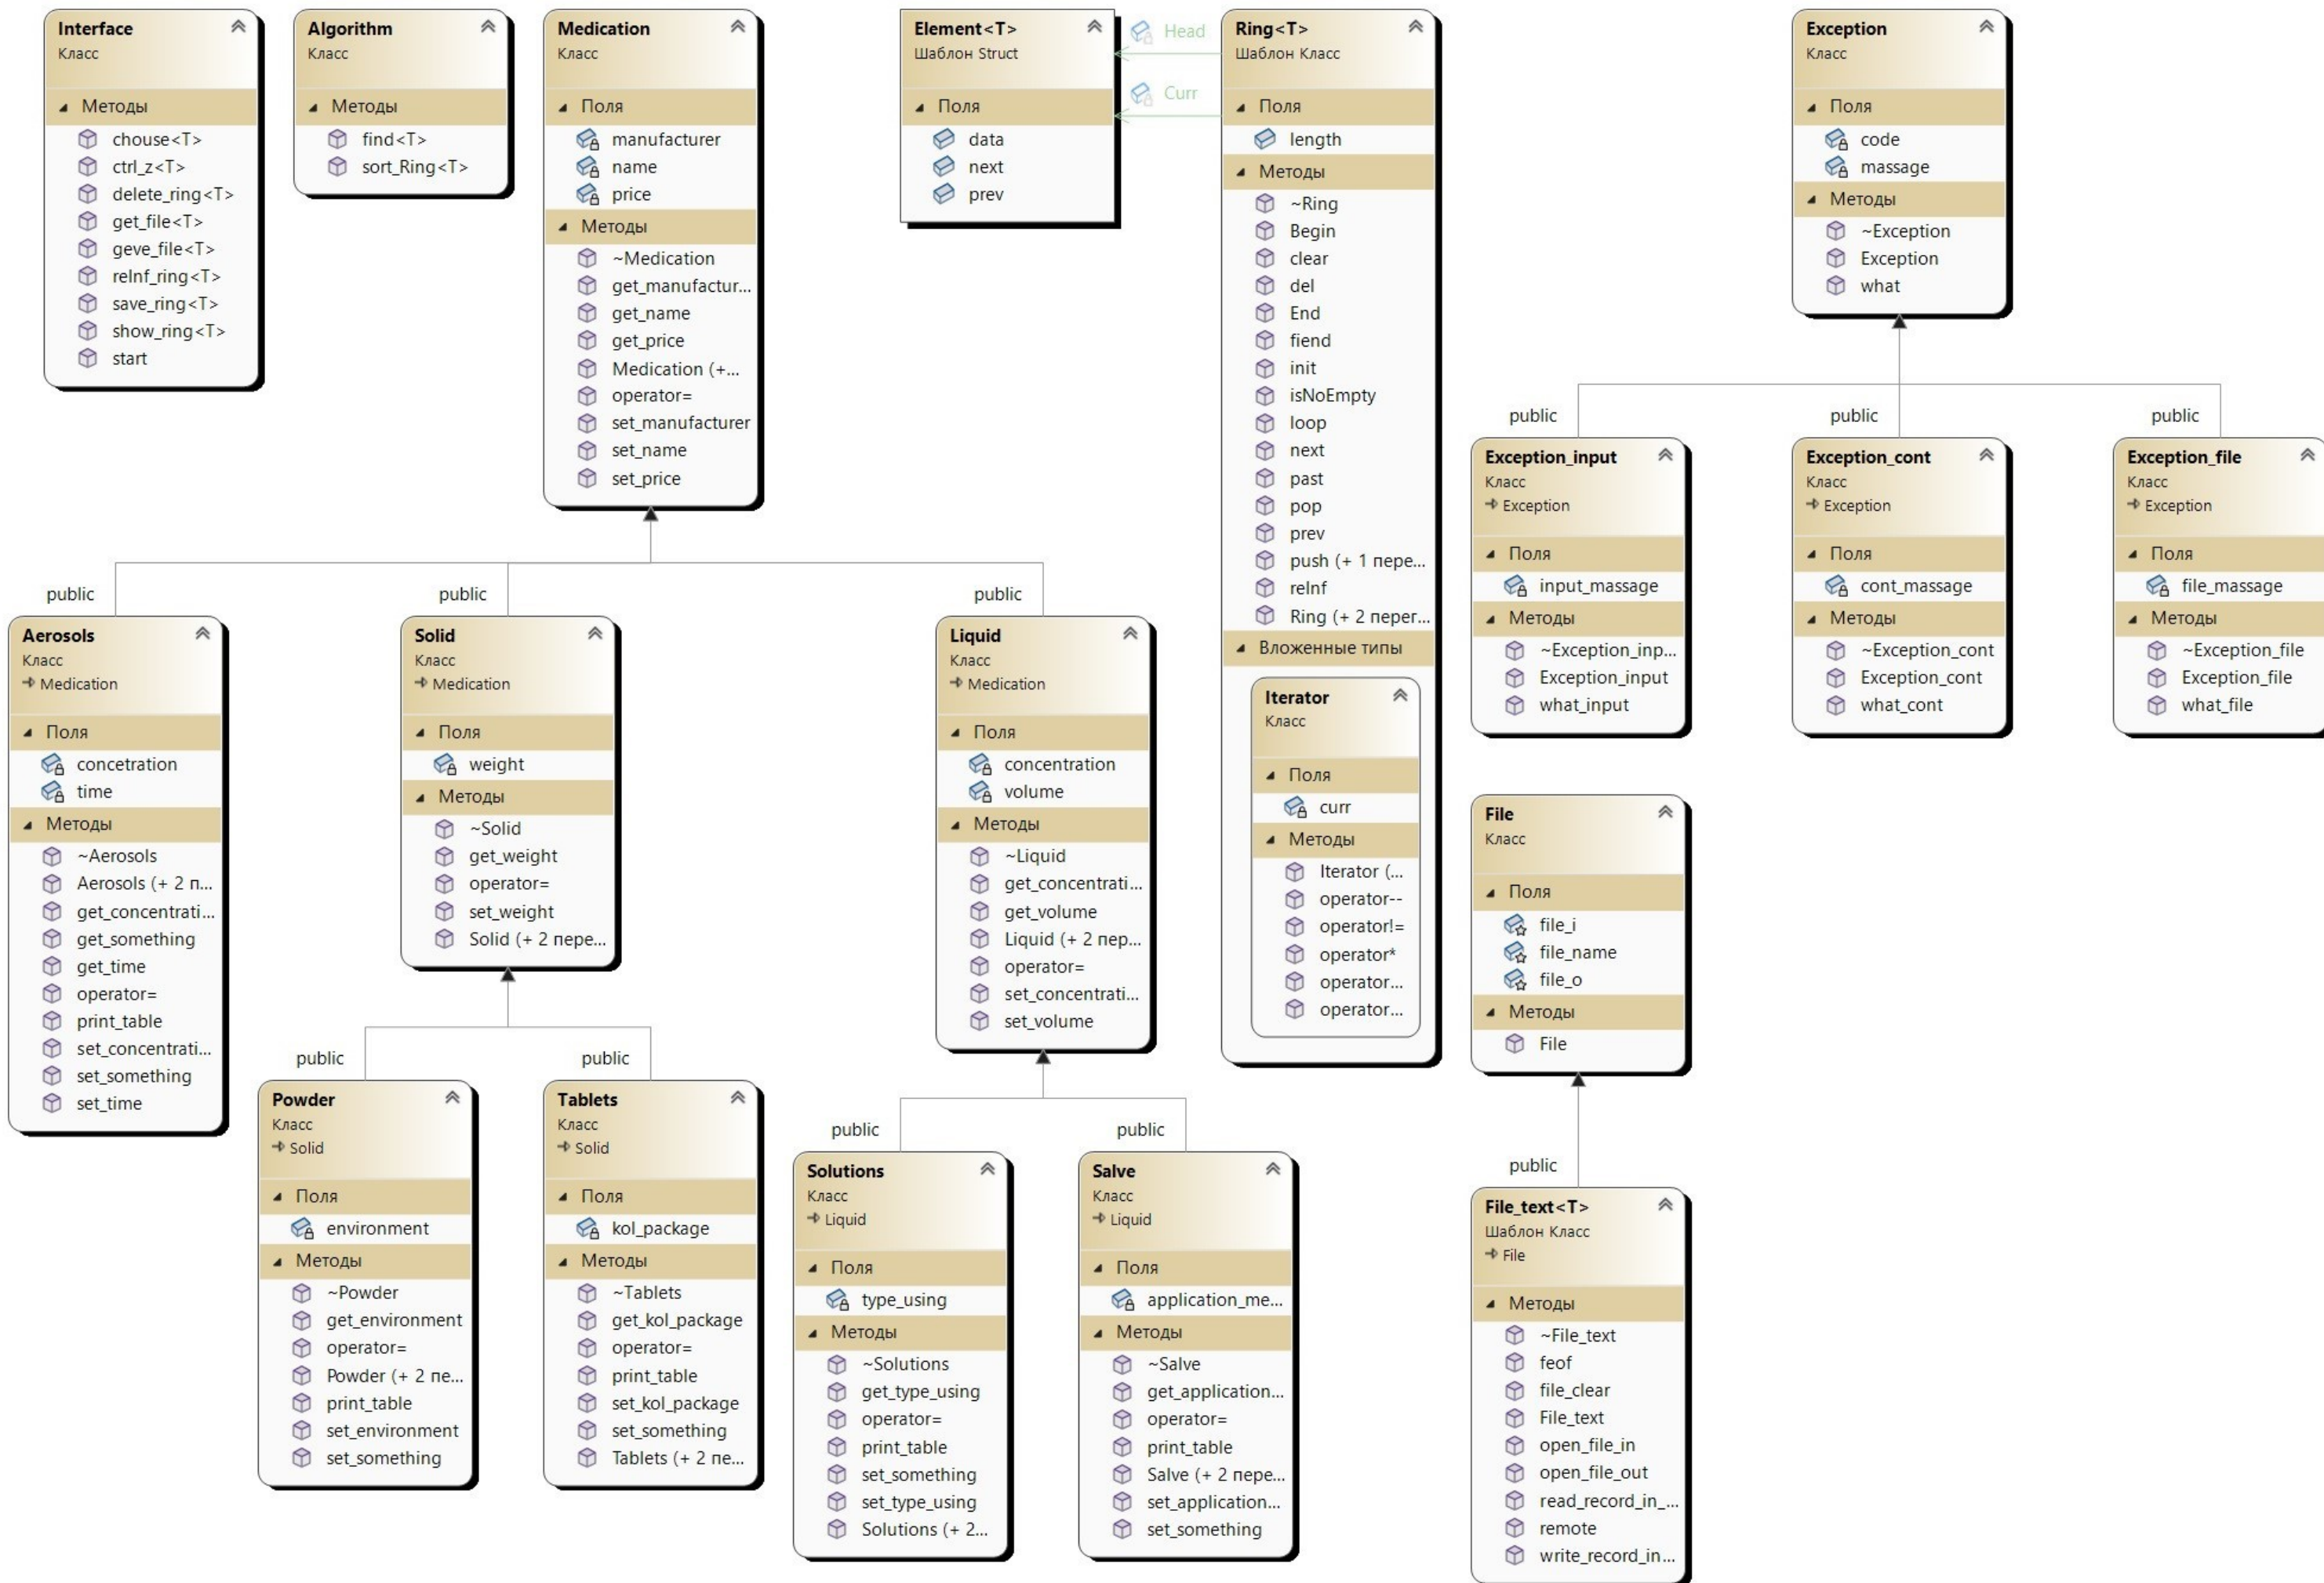 Interface
Класс
Методы
chouse<T>
ctrl_z<T>
delete_ring<T>
get_file<T>
geve_file<T>
reInf_ring<T>
save_ring<T>
show_ring<T>
start
Algorithm
Класс
Методы
find<T>
sort_Ring<T>
Medication
Класс
Поля
manufacturer
name
price
Методы
~Medication
get_manufactur...
get_name
get_price
Medication (+...
operator=
set_manufacturer
set_name
set_price
Element<T>
Шаблон Struct
Поля
data
next
prev
Head
Curr
Ring<T>
Шаблон Класс
Поля
length
Методы
~Ring
Begin
clear
del
End
fiend
init
isNoEmpty
loop
next
past
pop
prev
push (+ 1 пере...
reInf
Ring (+ 2 перег...
Вложенные типы
Iterator
Класс
Поля
curr
Методы
Iterator (...
operator--
operator!=
operator*
operator...
operator...
Exception
Класс
Поля
code
massage
Методы
~Exception
Exception
what
public
Exception_input
Класс
Exception
Поля
input_massage
Методы
~Exception_inp...
Exception_input
what_input
public
Exception_cont
Класс
Exception
Поля
cont_massage
Методы
~Exception_cont
Exception_cont
what_cont
public
Exception_file
Класс
Exception
Поля
file_massage
Методы
~Exception_file
Exception_file
what_file
public
Aerosols
Класс
Medication
Поля
concetration
time
Методы
~Aerosols
Aerosols (+ 2 п...
get_concentrati...
get_something
get_time
operator=
print_table
set_concentrati...
set_something
set_time
public
Solid
Класс
Medication
Поля
weight
Методы
~Solid
get_weight
operator=
set_weight
Solid (+ 2 пере...
public
Liquid
Класс
Medication
Поля
concentration
volume
Методы
~Liquid
get_concentrati...
get_volume
Liquid (+ 2 пер...
operator=
set_concentrati...
set_volume
public
Powder
Класс
Solid
Поля
environment
Методы
~Powder
get_environment
operator=
Powder (+ 2 пе...
print_table
set_environment
set_something
public
Tablets
Класс
Solid
Поля
kol_package
Методы
~Tablets
get_kol_package
operator=
print_table
set_kol_package
set_something
Tablets (+ 2 пе...
public
Solutions
Класс
Liquid
Поля
type_using
Методы
~Solutions
get_type_using
operator=
print_table
set_something
set_type_using
Solutions (+ 2...
public
Salve
Класс
Liquid
Поля
application_me...
Методы
~Salve
get_application...
operator=
print_table
Salve (+ 2 пере...
set_application...
set_something
File
Класс
Поля
file_i
file_name
file_o
Методы
File
public
File_text<T>
Шаблон Класс
File
Методы
~File_text
feof
file_clear
File_text
open_file_in
open_file_out
read_record_in_...
remote
write_record_in...